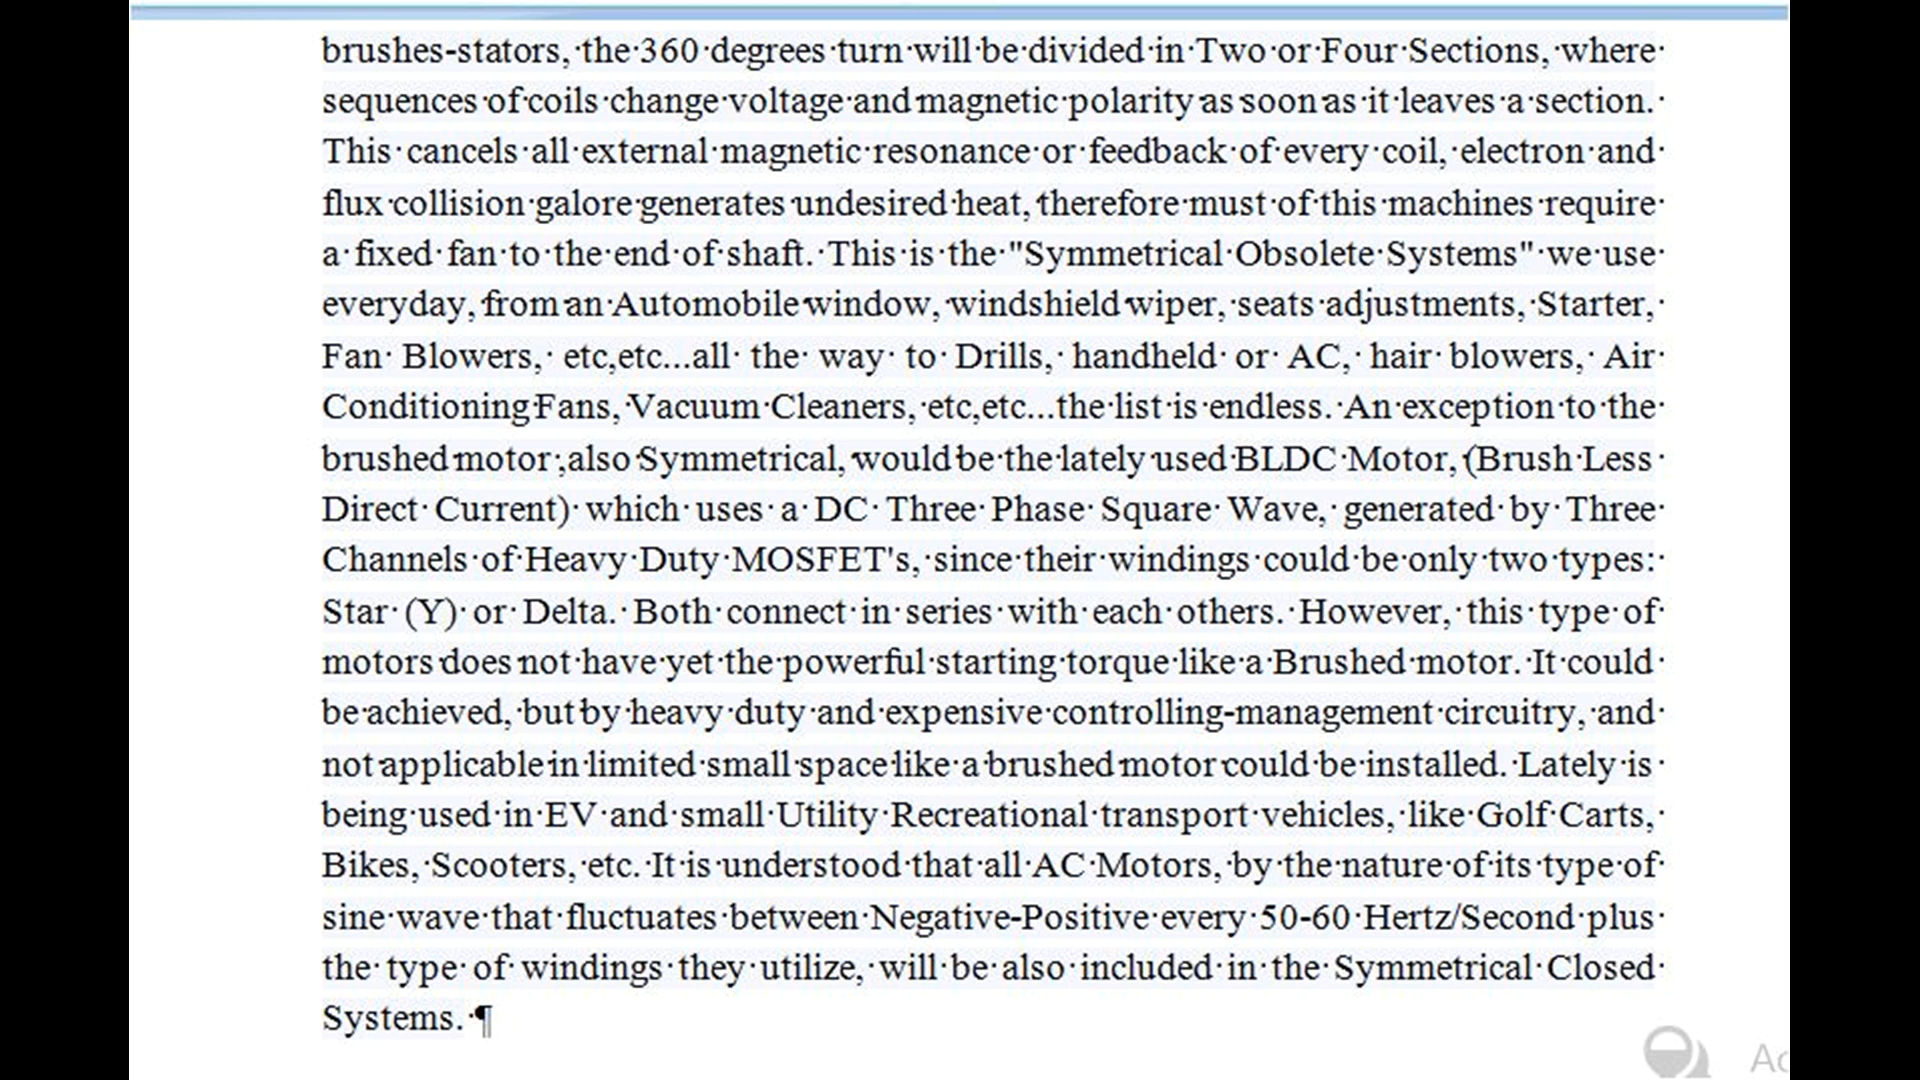 brushes-stators, the 360 degrees turn will be divided in Two or Four Sections, where
sequences of coils change voltage and magnetic polarity as soon as it leaves a section.
This cancels all external magnetic resonance or feedback of every coil, electron and
flux collision galore generates undesired heat, therefore must of this machines require
a fixed fan to the end of shaft. This is the "Symmetrical Obsolete Systems" we use
everyday, from an Automobile window, windshield wiper, seats adjustments, Starter,
Fan Blowers, etc,etc...all the way to Drills, handheld or AC, hair blowers, Air
Conditioning Fans, Vacuum Cleaners, etc,etc...the list is endless. An exception to the
brushed motor ,also Symmetrical, would be the lately used BLDC Motor, (Brush Less
Direct Current) which uses a DC Three Phase Square Wave, generated by Three
Channels of Heavy Duty MOSFET's, since their windings could be only two types:
Star (Y) or Delta. Both connect in series with each others. However, this type of
motors does not have yet the powerful starting torque like a Brushed motor. It could
be achieved, but by heavy duty and expensive controlling-management circuitry, and
not applicable in limited small space like a brushed motor could be installed. Lately is
being used in EV and small Utility Recreational transport vehicles, like Golf Carts,
Bikes, Scooters, etc. It is understood that all AC Motors, by the nature of its type of
sine wave that fluctuates between Negative-Positive every 50-60 Hertz/Second plus
the type of windings they utilize, will be also included in the Symmetrical Closed
Systems. ¶